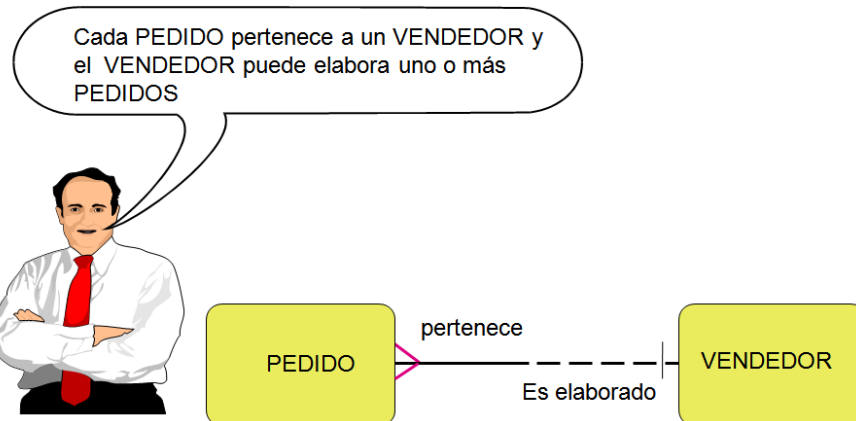 Cada PEDIDO pertenece a un VENDEDOR y
el VENDEDOR puede elabora uno o más
PEDIDOS
pertenece
PEDIDO
VENDEDOR
Es elaborado